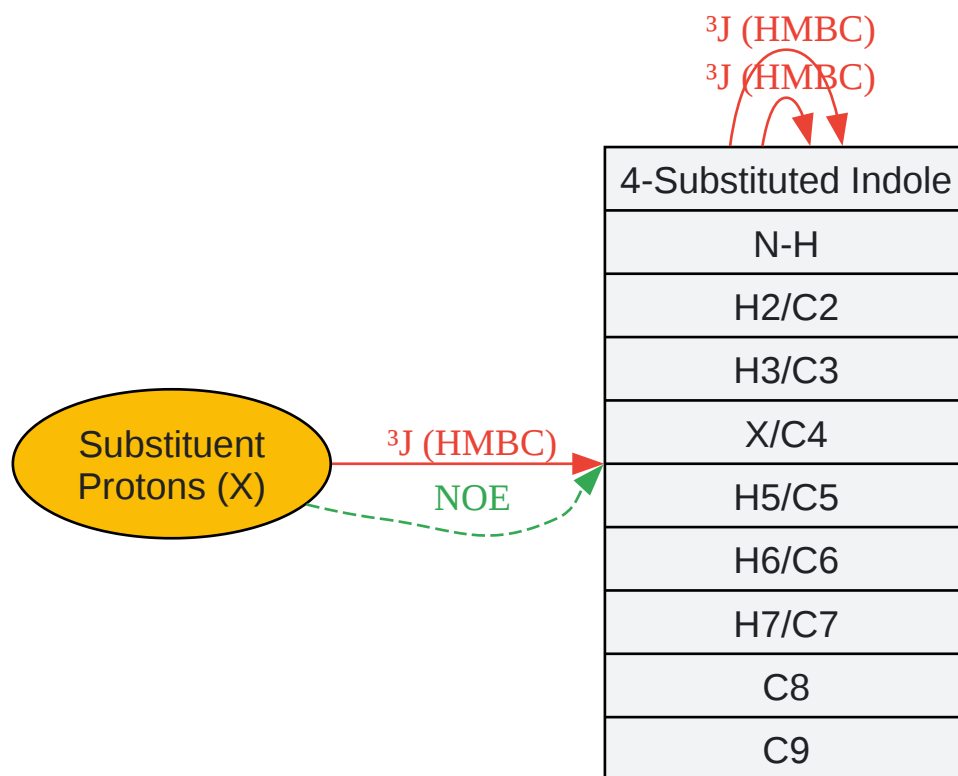 ³J (HMBC)
³J (HMBC)
4-Substituted Indole
N-H
H2/C2
H3/C3
X/C4
H5/C5
H6/C6
H7/C7
C8
C9
Substituent
Protons (X)
³J (HMBC)
NOE